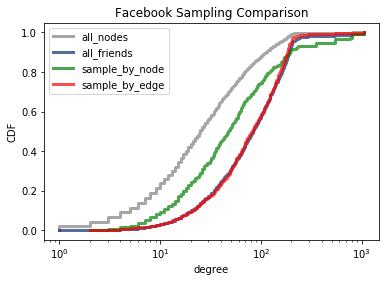 Facebook Sampling Comparison
all_nodes
all_friends
sample_by_node
sample_by_edge
CDF
1.0
0.8
0.6
0.4
0.2
0.0
10⁰ 10¹ 10² 10³
degree